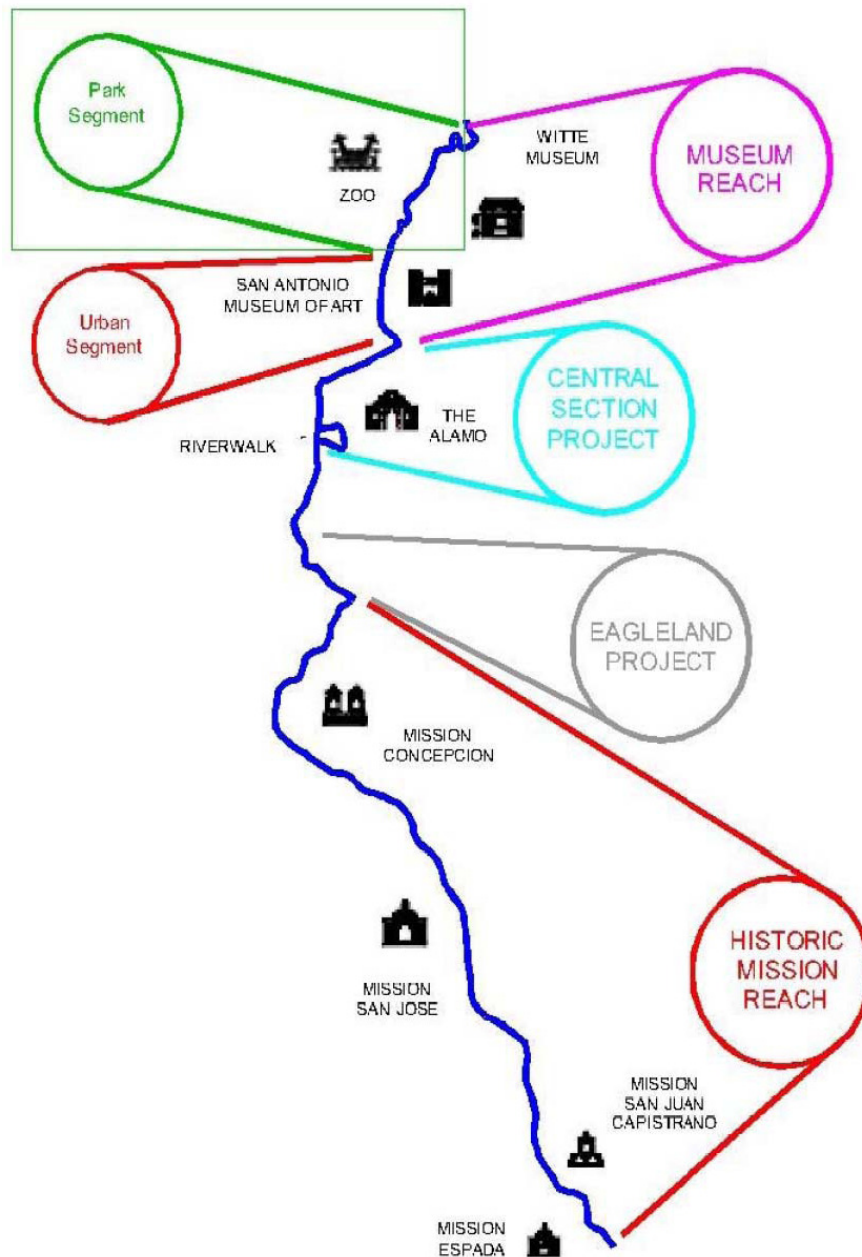 Park
Segment
WITTE
MUSEUM
MUSEUM
REACH
ZOO
SAN ANTONIO
MUSEUM OF ART
Urban
Segment
CENTRAL
SECTION
PROJECT
THE
ALAMO
RIVERWALK
EAGLELAND
PROJECT
MISSION
CONCEPCION
HISTORIC
MISSION
REACH
MISSION
SAN JOSE
MISSION
SAN JUAN
CAPISTRANO
MISSION
ESPADA